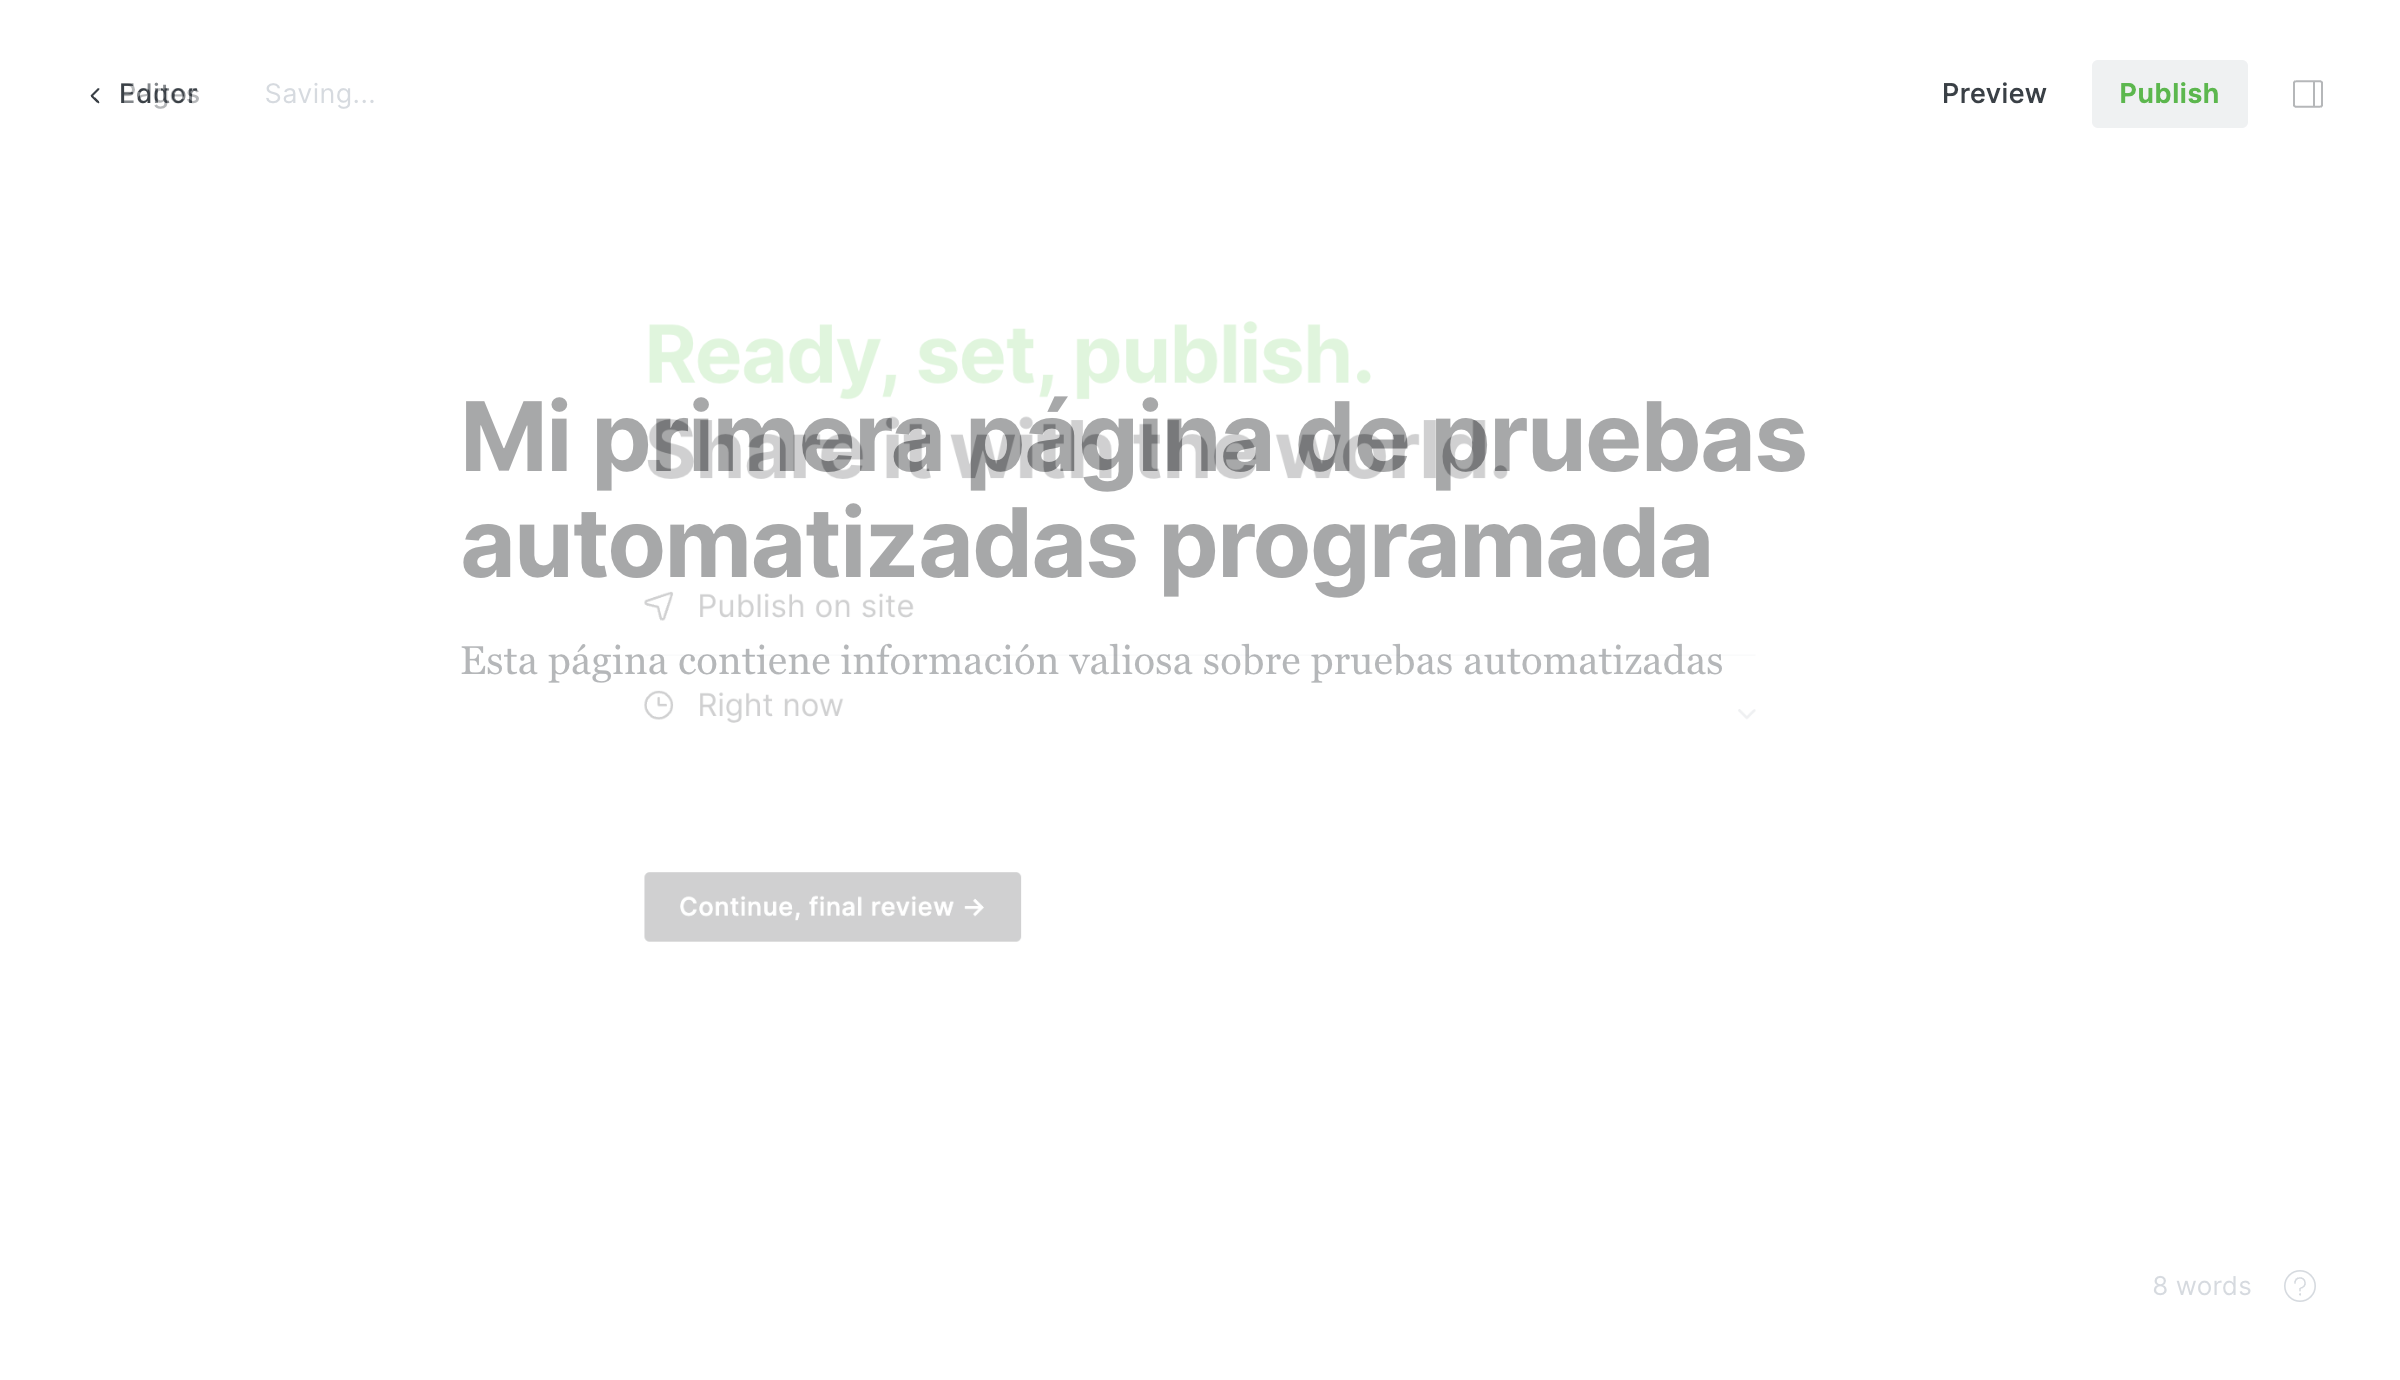 Editor
Pages
Saving...
Preview
Publish
Ready, set, publish.
Share it with the world.
Mi primera página de pruebas
automatizadas programada
Publish on site
Esta página contiene información valiosa sobre pruebas automatizadas
Right now
Continue, final review →
8 words
?